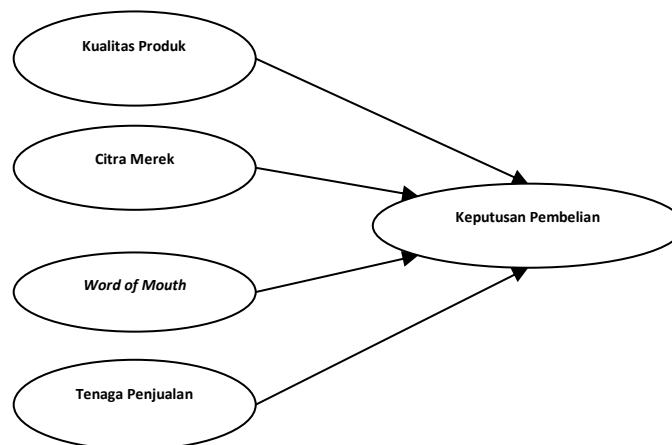 Kualitas Produk
Citra Merek
Keputusan Pembelian
Word of Mouth
Tenaga Penjualan